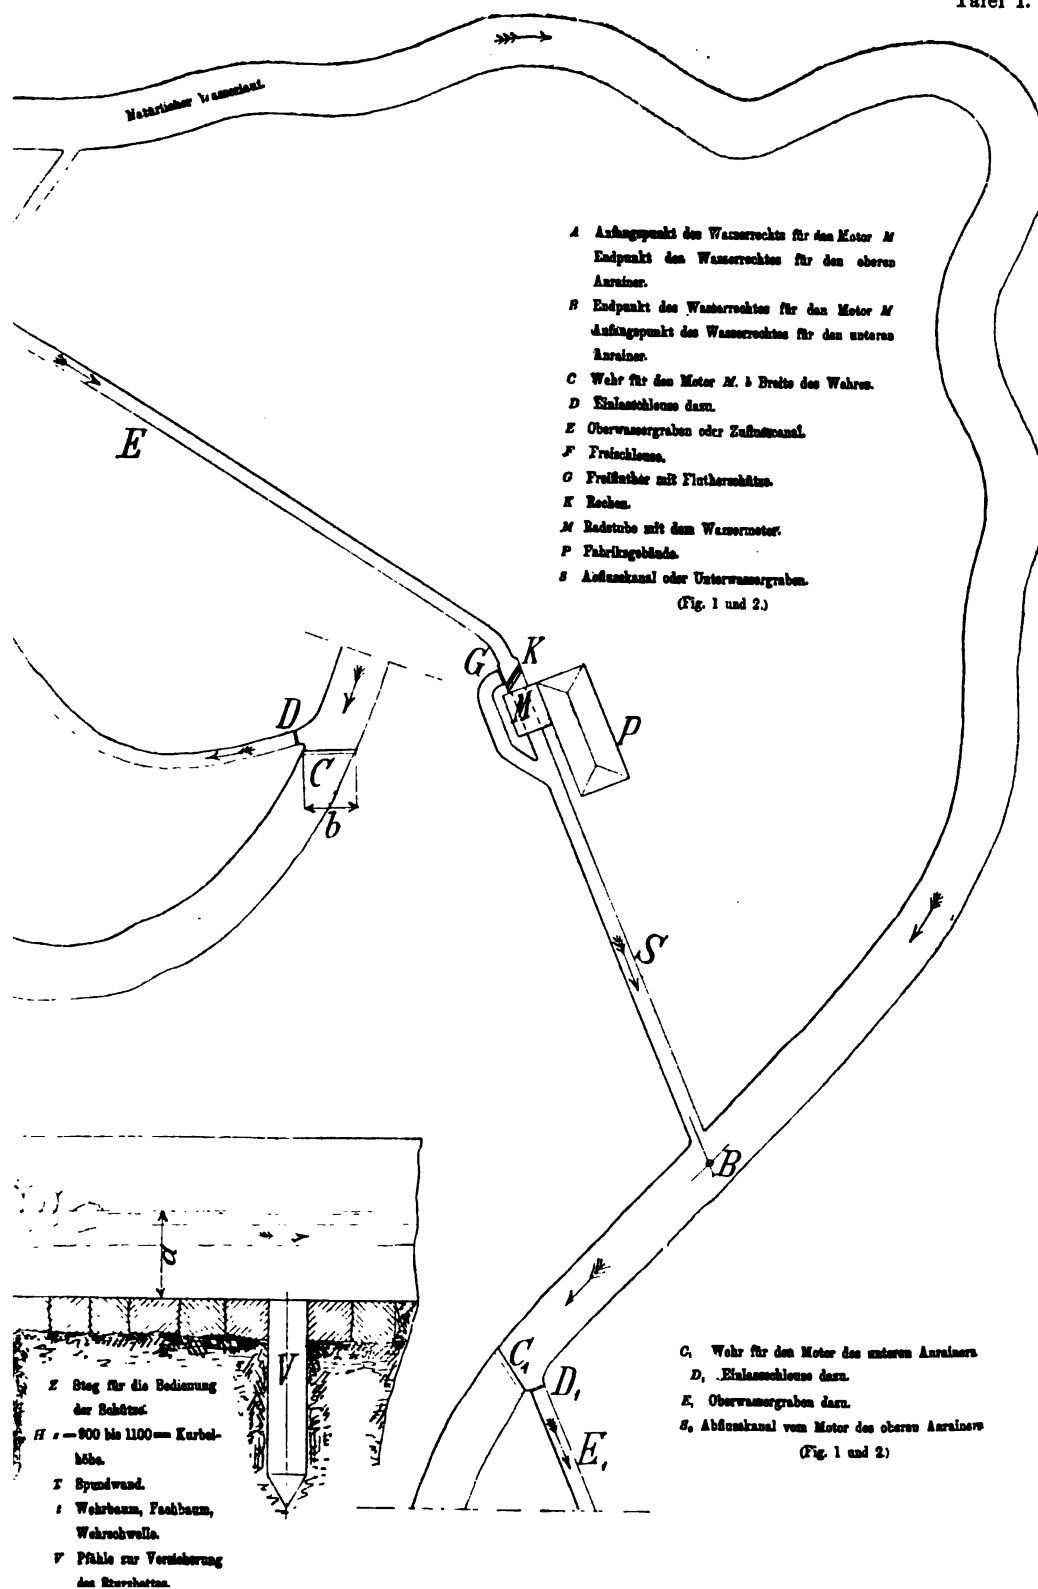 Tafel 1.
Natürlicher Wasserlauf.
A Anfangspunkt des Wasserrechts für den Motor M
Endpunkt des Wasserrechtes für den oberen
Anrainer.
B Endpunkt des Wasserrechtes für den Motor M
Anfangspunkt des Wasserrechtes für den unteren
Anrainer.
C Wehr für den Motor M. b Breite des Wehres.
D Einlassschleuse dazu.
E Oberwassergraben oder Zuflusscanal.
F Freischleuse.
G Freifluther mit Flutherschütze.
K Rechen.
M Radstube mit dem Wassermotor.
P Fabriksgebäude.
S Abflusskanal oder Unterwassergraben.
(Fig. 1 und 2.)
E
G
K
M
P
D
C
b
S
B
a
V
C₁
D₁
E₁
Z Steg für die Bedienung
der Schütze.
H s = 900 bis 1100 mm Kurbel-
höhe.
T Spundwand.
t Wehrbaum, Fachbaum,
Wehrschwelle.
V Pfähle zur Versicherung
des Sturzbettes.
C₁ Wehr für den Motor des unteren Anrainers
D₁ Einlassschleuse dazu.
E₁ Oberwassergraben dazu.
S₀ Abflusskanal vom Motor des oberen Anrainers
(Fig. 1 und 2)